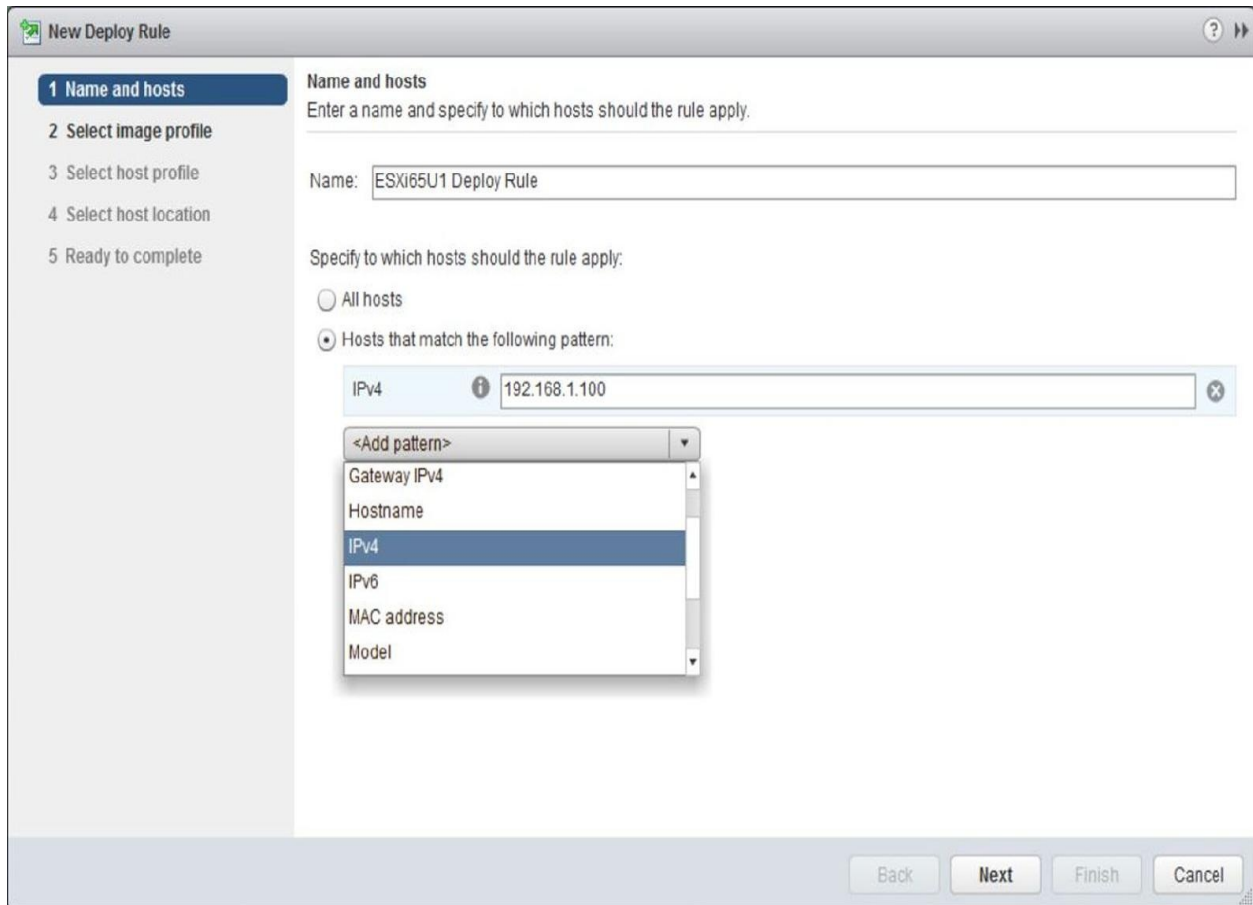 New Deploy Rule
?
1 Name and hosts
2 Select image profile
3 Select host profile
4 Select host location
5 Ready to complete
Name and hosts
Enter a name and specify to which hosts should the rule apply.
Name: ESXi65U1 Deploy Rule
Specify to which hosts should the rule apply:
All hosts
Hosts that match the following pattern:
IPv4 192.168.1.100
<Add pattern>
Gateway IPv4
Hostname
IPv4
IPv6
MAC address
Model
Back Next Finish Cancel